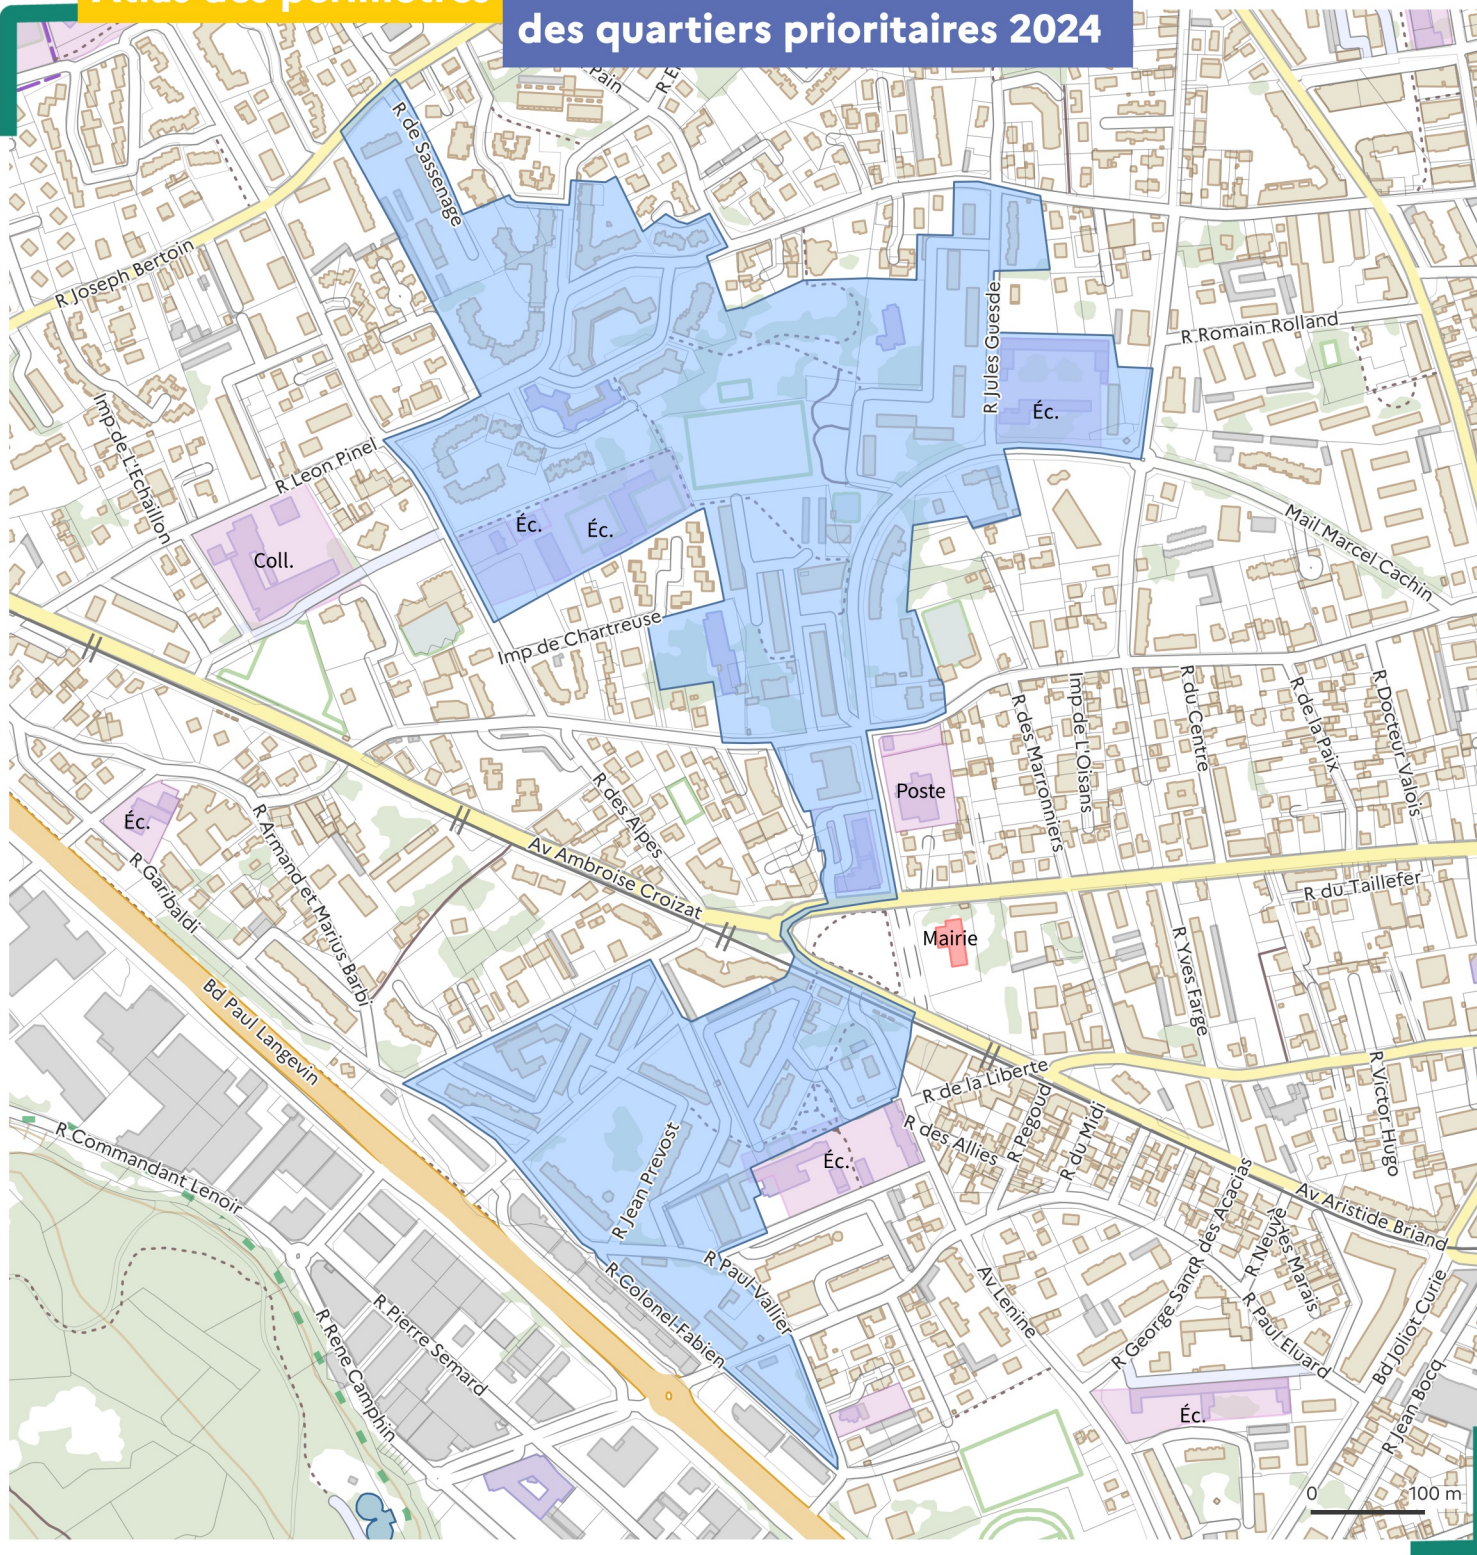 Atlas des périmètres
des quartiers prioritaires 2024
Pain
R de Sassenage
R Joseph Bertoin
R Jules Guesde
R Romain Rolland
Imp de L'Echaillon
R Leon Pinel
Éc.
Éc.
Éc.
Coll.
Mail Marcel Cachin
Imp de Chartreuse
R des Marronniers
Imp de L'Oisans
R du Centre
R de la Paix
R Docteur Valois
Éc.
R des Alpes
Poste
R Armand et Marius Barbi
R Garibaldi
Av Ambroise Croizat
R du Taillefer
Mairie
R Yves Farge
Bd Paul Langevin
R de la Liberte
R Pegoud
R du Midi
R des Allies
R Victor Hugo
R Commandant Lenoir
Éc.
R Jean Prevost
R des Acacias
Av Aristide Briand
R Neuve
R des Marais
R Paul Vallier
R Colonel Fabien
Av Lenine
R George Sand
R Paul Eluard
Bd Joliot Curie
R Pierre Semard
R Rene Camphin
Éc.
R Jean Bocq
0 100 m